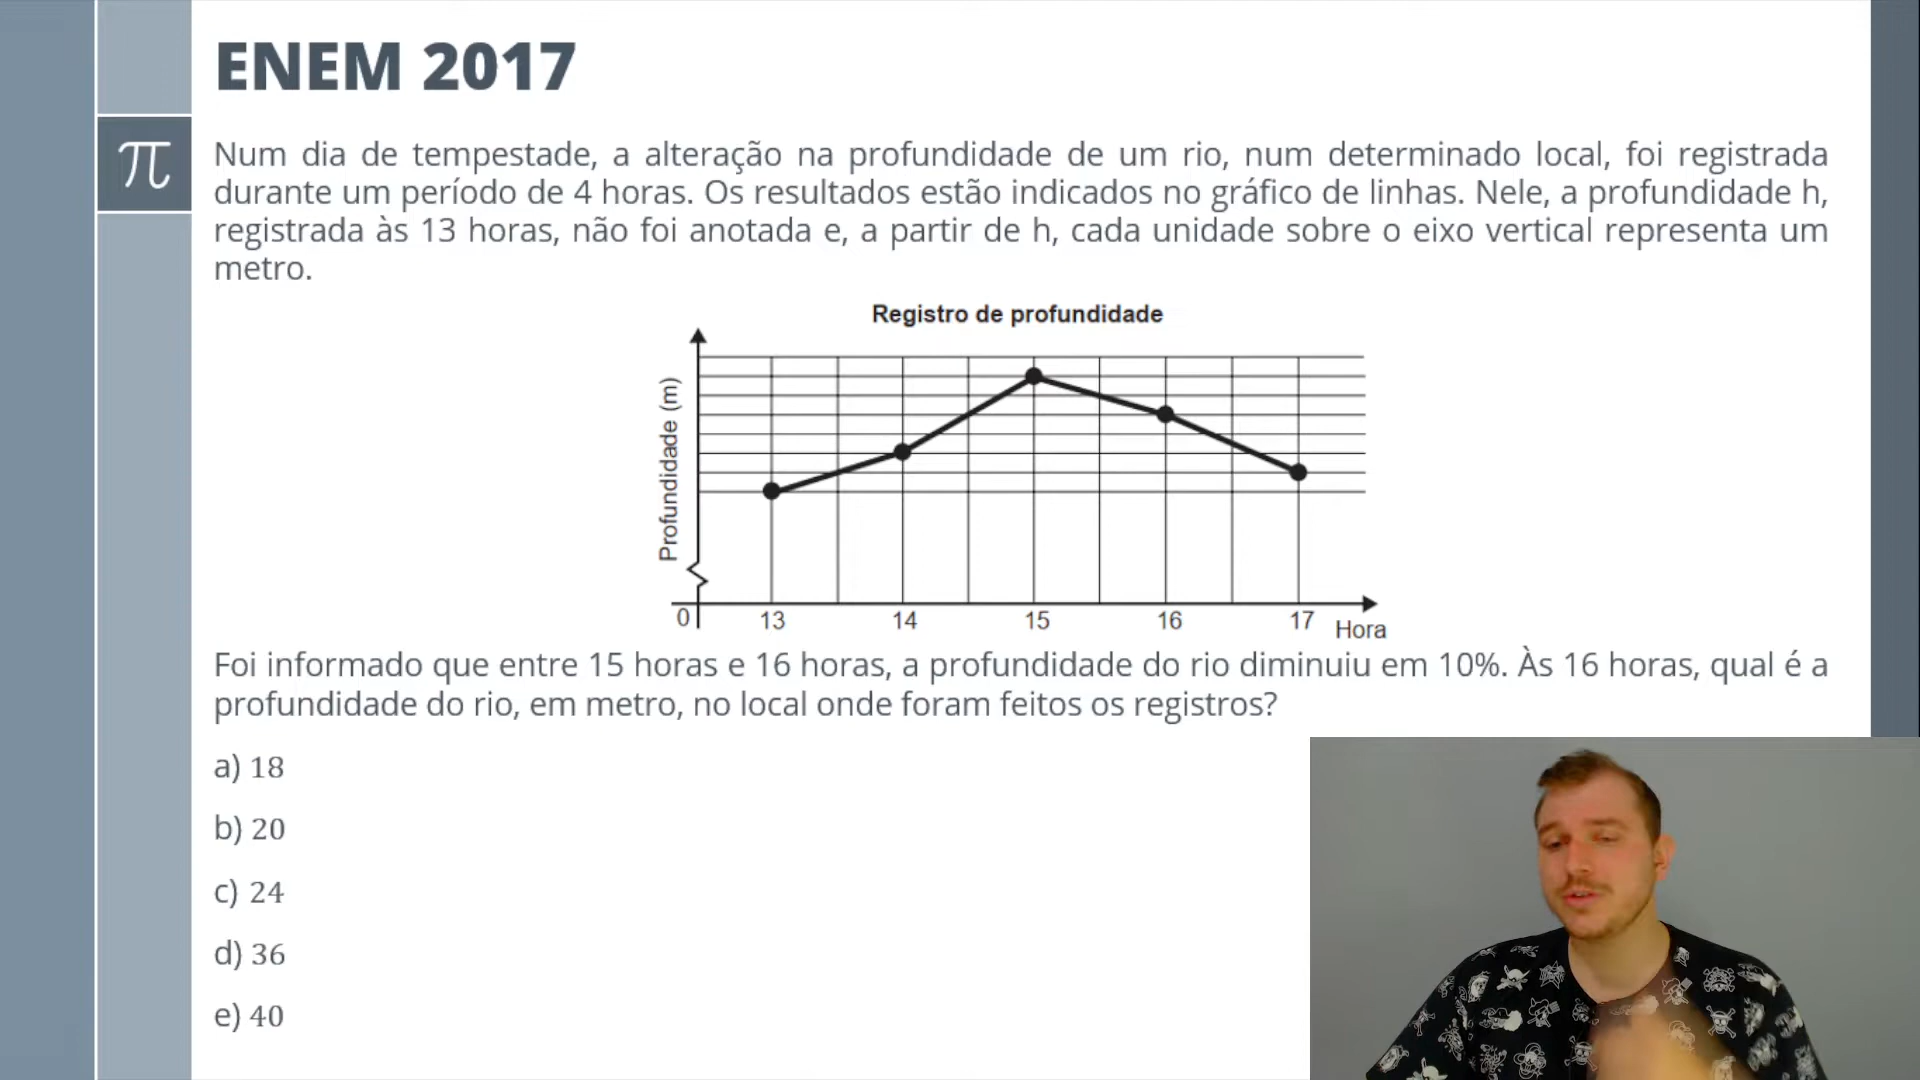 ENEM 2017
π
Num dia de tempestade, a alteração na profundidade de um rio, num determinado local, foi registrada
durante um período de 4 horas. Os resultados estão indicados no gráfico de linhas. Nele, a profundidade h,
registrada às 13 horas, não foi anotada e, a partir de h, cada unidade sobre o eixo vertical representa um
metro.
Registro de profundidade
Profundidade (m)
0 13 14 15 16 17
Hora
Foi informado que entre 15 horas e 16 horas, a profundidade do rio diminuiu em 10%. Às 16 horas, qual é a
profundidade do rio, em metro, no local onde foram feitos os registros?
a) 18
b) 20
c) 24
d) 36
e) 40